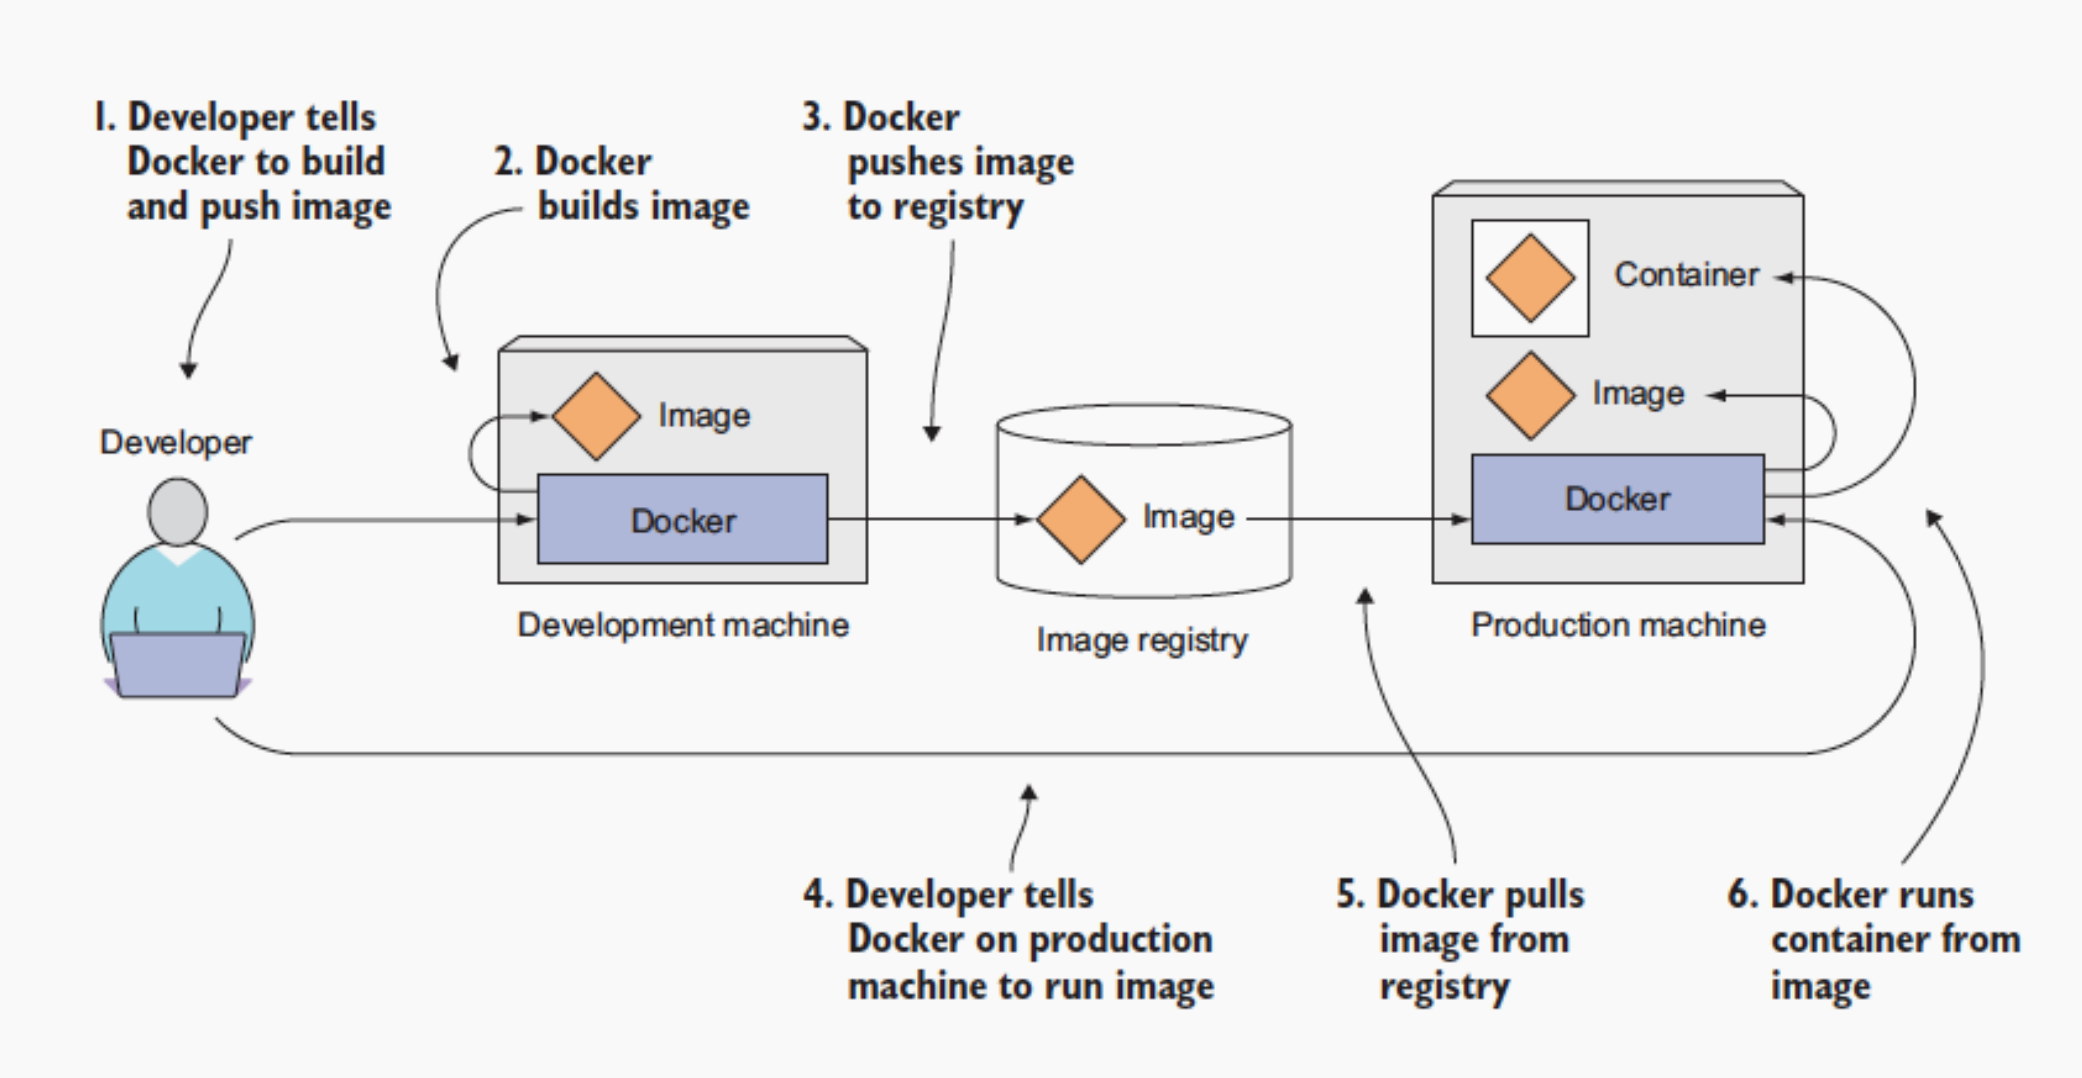 1. Developer tells
Docker to build
and push image
2. Docker
builds image
3. Docker
pushes image
to registry
Developer
Image
Docker
Development machine
Image
Image registry
Container
Image
Docker
Production machine
4. Developer tells
Docker on production
machine to run image
5. Docker pulls
image from
registry
6. Docker runs
container from
image